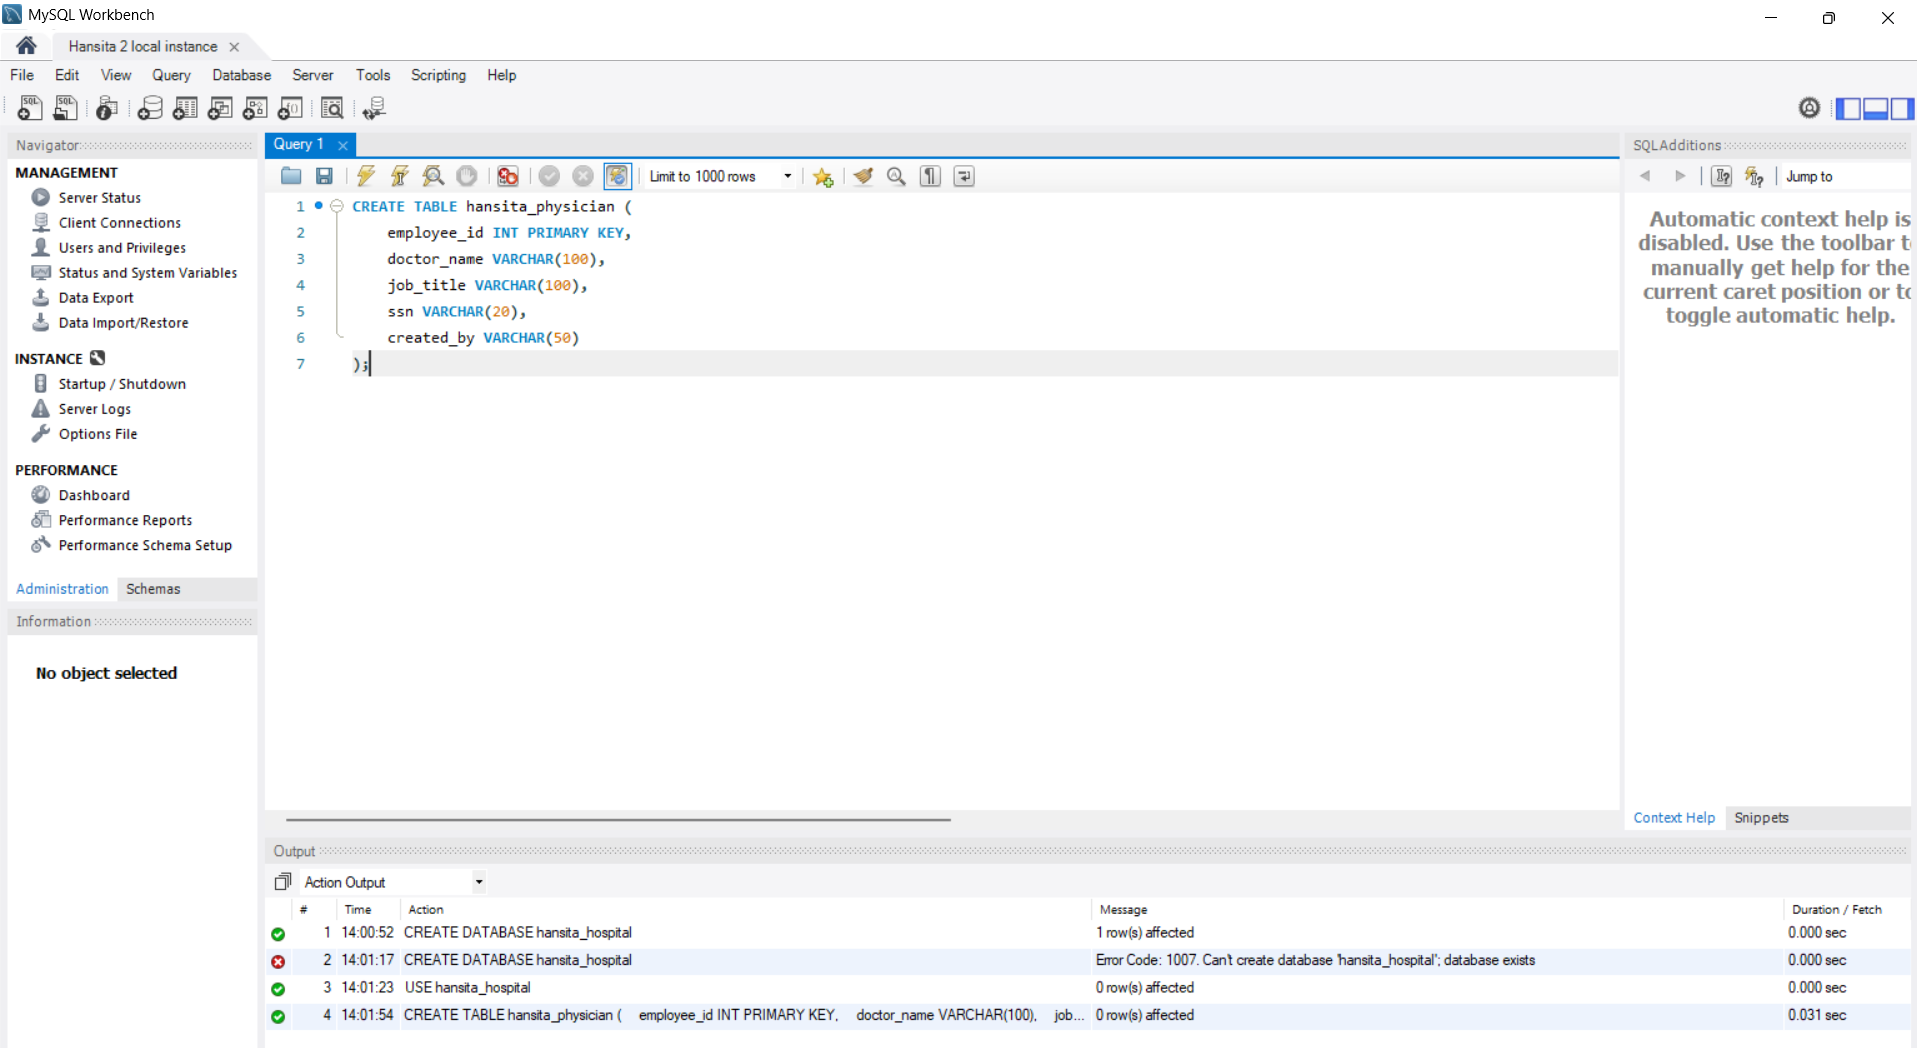 MySQL Workbench
Hansita 2 local instance
File Edit View Query Database Server Tools Scripting Help
Navigator
MANAGEMENT
Server Status
Client Connections
Users and Privileges
Status and System Variables
Data Export
Data Import/Restore
INSTANCE
Startup / Shutdown
Server Logs
Options File
PERFORMANCE
Dashboard
Performance Reports
Performance Schema Setup
Administration Schemas
Information
No object selected
Query 1
Limit to 1000 rows
1 CREATE TABLE hansita_physician (
2 employee_id INT PRIMARY KEY,
3 doctor_name VARCHAR(100),
4 job_title VARCHAR(100),
5 ssn VARCHAR(20),
6 created_by VARCHAR(50)
7 );
SQLAdditions
Jump to
Automatic context help is
disabled. Use the toolbar t
manually get help for the
current caret position or to
toggle automatic help.
Context Help Snippets
Output
Action Output
# Time Action Message Duration / Fetch
1 14:00:52 CREATE DATABASE hansita_hospital 1 row(s) affected 0.000 sec
2 14:01:17 CREATE DATABASE hansita_hospital Error Code: 1007. Can't create database 'hansita_hospital'; database exists 0.000 sec
3 14:01:23 USE hansita_hospital 0 row(s) affected 0.000 sec
4 14:01:54 CREATE TABLE hansita_physician ( employee_id INT PRIMARY KEY, doctor_name VARCHAR(100), job... 0 row(s) affected 0.031 sec